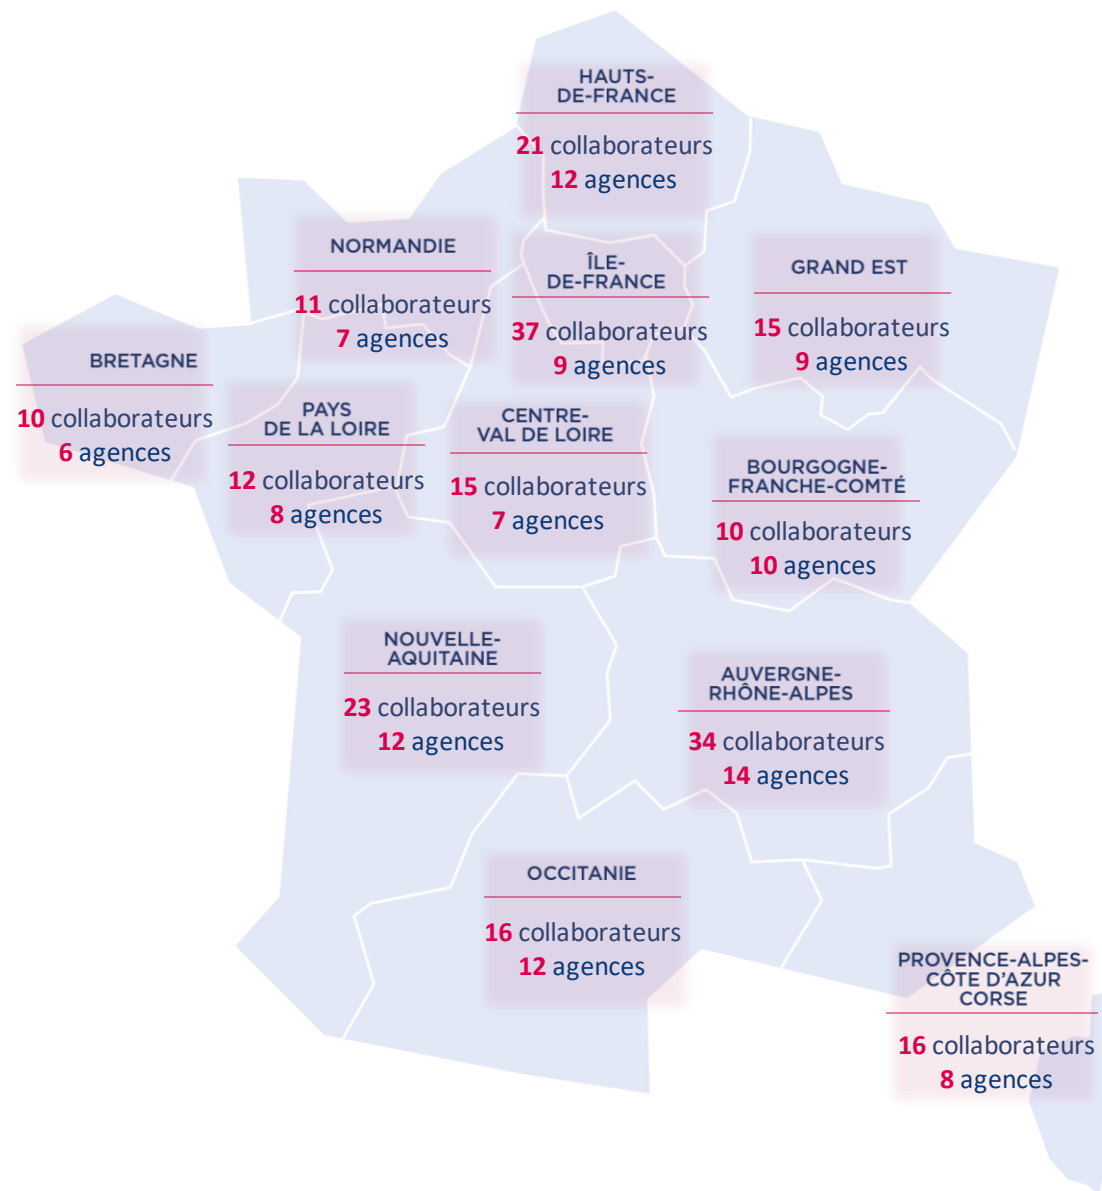 HAUTS-
DE-FRANCE
21 collaborateurs
12 agences
NORMANDIE
11 collaborateurs
7 agences
ÎLE-
DE-FRANCE
37 collaborateurs
9 agences
GRAND EST
15 collaborateurs
9 agences
BRETAGNE
10 collaborateurs
6 agences
PAYS
DE LA LOIRE
12 collaborateurs
8 agences
CENTRE-
VAL DE LOIRE
15 collaborateurs
7 agences
BOURGOGNE-
FRANCHE-COMTÉ
10 collaborateurs
10 agences
NOUVELLE-
AQUITAINE
23 collaborateurs
12 agences
AUVERGNE-
RHÔNE-ALPES
34 collaborateurs
14 agences
OCCITANIE
16 collaborateurs
12 agences
PROVENCE-ALPES-
CÔTE D’AZUR
CORSE
16 collaborateurs
8 agences